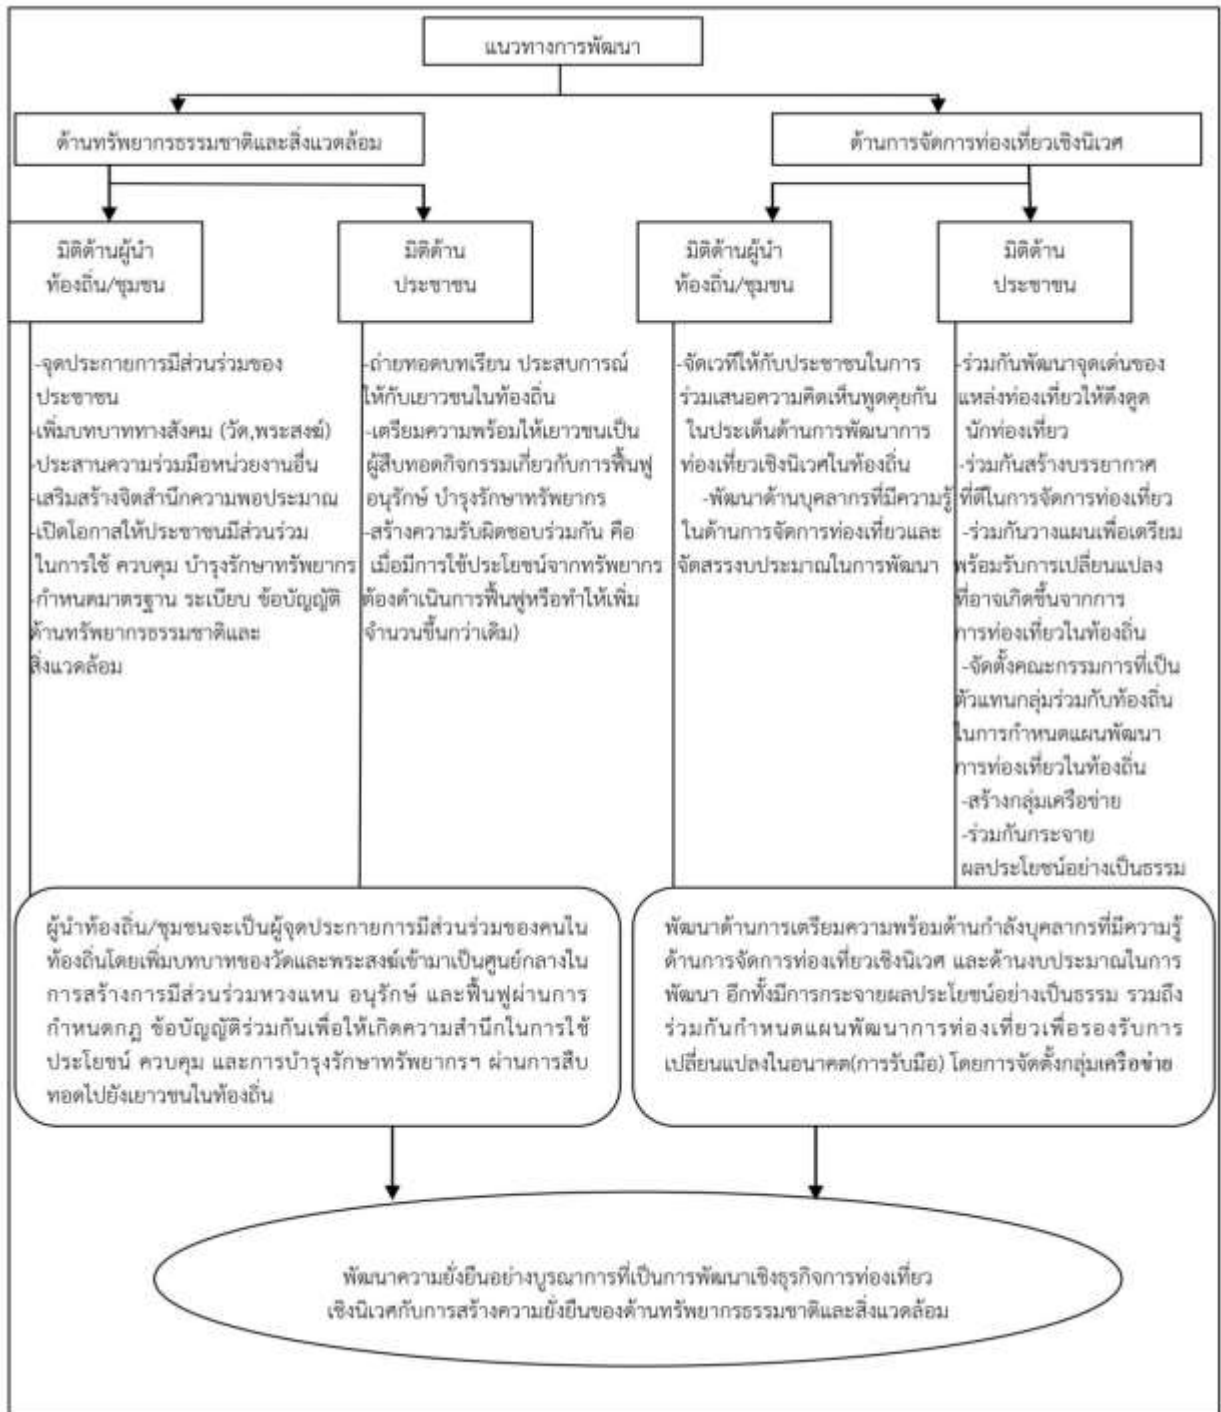 แนวทางการพัฒนา
ด้านทรัพยากรธรรมชาติและสิ่งแวดล้อม
ด้านการจัดการท่องเที่ยวเชิงนิเวศ
มิติด้านผู้นำ
ท้องถิ่น/ชุมชน
มิติด้าน
ประชาชน
มิติด้านผู้นำ
ท้องถิ่น/ชุมชน
มิติด้าน
ประชาชน
-จุดประกายการมีส่วนร่วมของ
ประชาชน
-เพิ่มบทบาททางสังคม (วัด,พระสงฆ์)
-ประสานความร่วมมือหน่วยงานอื่น
-เสริมสร้างจิตสำนึกความพอประมาณ
-เปิดโอกาสให้ประชาชนมีส่วนร่วม
ในการใช้ ควบคุม บำรุงรักษาทรัพยากร
-กำหนดมาตรฐาน ระเบียบ ข้อบัญญัติ
ด้านทรัพยากรธรรมชาติและ
สิ่งแวดล้อม
-ถ่ายทอดบทเรียน ประสบการณ์
ให้กับเยาวชนในท้องถิ่น
-เตรียมความพร้อมให้เยาวชนเป็น
ผู้สืบทอดกิจกรรมเกี่ยวกับการฟื้นฟู
อนุรักษ์ บำรุงรักษาทรัพยากร
-สร้างความรับผิดชอบร่วมกัน คือ
เมื่อมีการใช้ประโยชน์จากทรัพยากร
ต้องดำเนินการฟื้นฟูหรือทำให้เพิ่ม
จำนวนขึ้นกว่าเดิม)
-จัดเวทีให้กับประชาชนในการ
ร่วมเสนอความคิดเห็นพูดคุยกัน
ในประเด็นด้านการพัฒนาการ
ท่องเที่ยวเชิงนิเวศในท้องถิ่น
-พัฒนาด้านบุคลากรที่มีความรู้
ในด้านการจัดการท่องเที่ยวและ
จัดสรรงบประมาณในการพัฒนา
-ร่วมกันพัฒนาจุดเด่นของ
แหล่งท่องเที่ยวให้ดึงดูด
นักท่องเที่ยว
-ร่วมกันสร้างบรรยากาศ
ที่ดีในการจัดการท่องเที่ยว
-ร่วมกันวางแผนเพื่อเตรียม
พร้อมรับการเปลี่ยนแปลง
ที่อาจเกิดขึ้นจากการ
การท่องเที่ยวในท้องถิ่น
-จัดตั้งคณะกรรมการที่เป็น
ตัวแทนกลุ่มร่วมกับท้องถิ่น
ในการกำหนดแผนพัฒนา
การท่องเที่ยวในท้องถิ่น
-สร้างกลุ่มเครือข่าย
-ร่วมกันกระจาย
ผลประโยชน์อย่างเป็นธรรม
ผู้นำท้องถิ่น/ชุมชนจะเป็นผู้จุดประกายการมีส่วนร่วมของคนใน
ท้องถิ่นโดยเพิ่มบทบาทของวัดและพระสงฆ์เข้ามาเป็นศูนย์กลางใน
การสร้างการมีส่วนร่วมหวงแหน อนุรักษ์ และฟื้นฟูผ่านการ
กำหนดกฎ ข้อบัญญัติร่วมกันเพื่อให้เกิดความสำนึกในการใช้
ประโยชน์ ควบคุม และการบำรุงรักษาทรัพยากรฯ ผ่านการสืบ
ทอดไปยังเยาวชนในท้องถิ่น
พัฒนาด้านการเตรียมความพร้อมด้านกำลังบุคลากรที่มีความรู้
ด้านการจัดการท่องเที่ยวเชิงนิเวศ และด้านงบประมาณในการ
พัฒนา อีกทั้งมีการกระจายผลประโยชน์อย่างเป็นธรรม รวมถึง
ร่วมกันกำหนดแผนพัฒนาการท่องเที่ยวเพื่อรองรับการ
เปลี่ยนแปลงในอนาคต(การรับมือ) โดยการจัดตั้งกลุ่มเครือข่าย
พัฒนาความยั่งยืนอย่างบูรณาการที่เป็นการพัฒนาเชิงธุรกิจการท่องเที่ยว
เชิงนิเวศกับการสร้างความยั่งยืนของด้านทรัพยากรธรรมชาติและสิ่งแวดล้อม